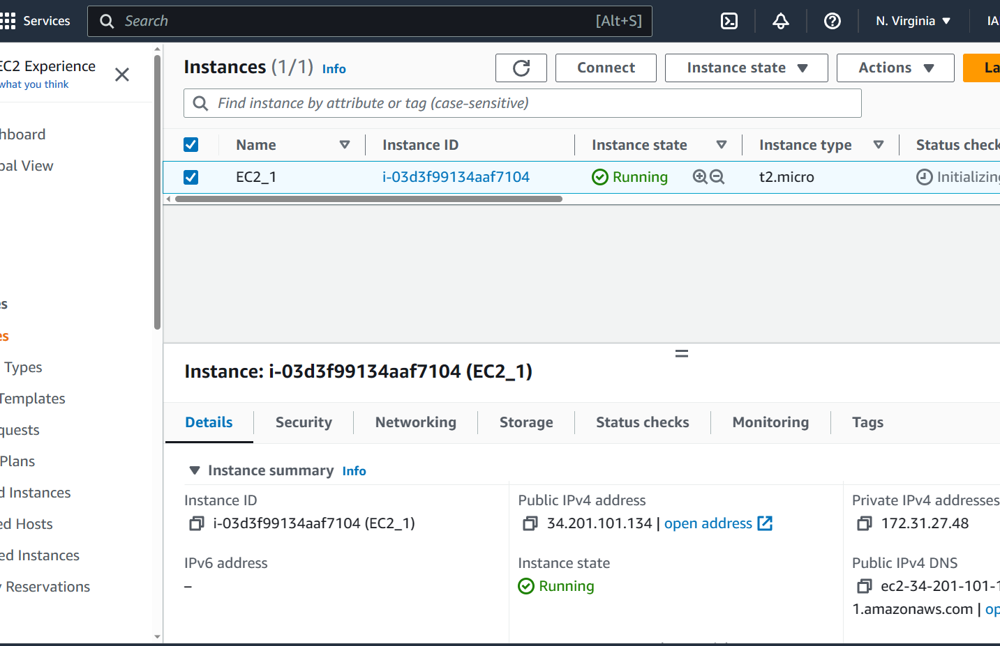 Services
Search [Alt+S]
N. Virginia
IA
EC2 Experience
what you think
hboard
bal View
es
es
Types
Templates
quests
Plans
d Instances
ed Hosts
ed Instances
y Reservations
Instances (1/1) Info
Connect
Instance state
Actions
La
Find instance by attribute or tag (case-sensitive)
Name Instance ID Instance state Instance type Status check
EC2_1 i-03d3f99134aaf7104 Running t2.micro Initializing
Instance: i-03d3f99134aaf7104 (EC2_1)
Details Security Networking Storage Status checks Monitoring Tags
Instance summary Info
Instance ID
i-03d3f99134aaf7104 (EC2_1)
Public IPv4 address
34.201.101.134 | open address
Private IPv4 addresses
172.31.27.48
IPv6 address
–
Instance state
Running
Public IPv4 DNS
ec2-34-201-101-1
1.amazonaws.com | op